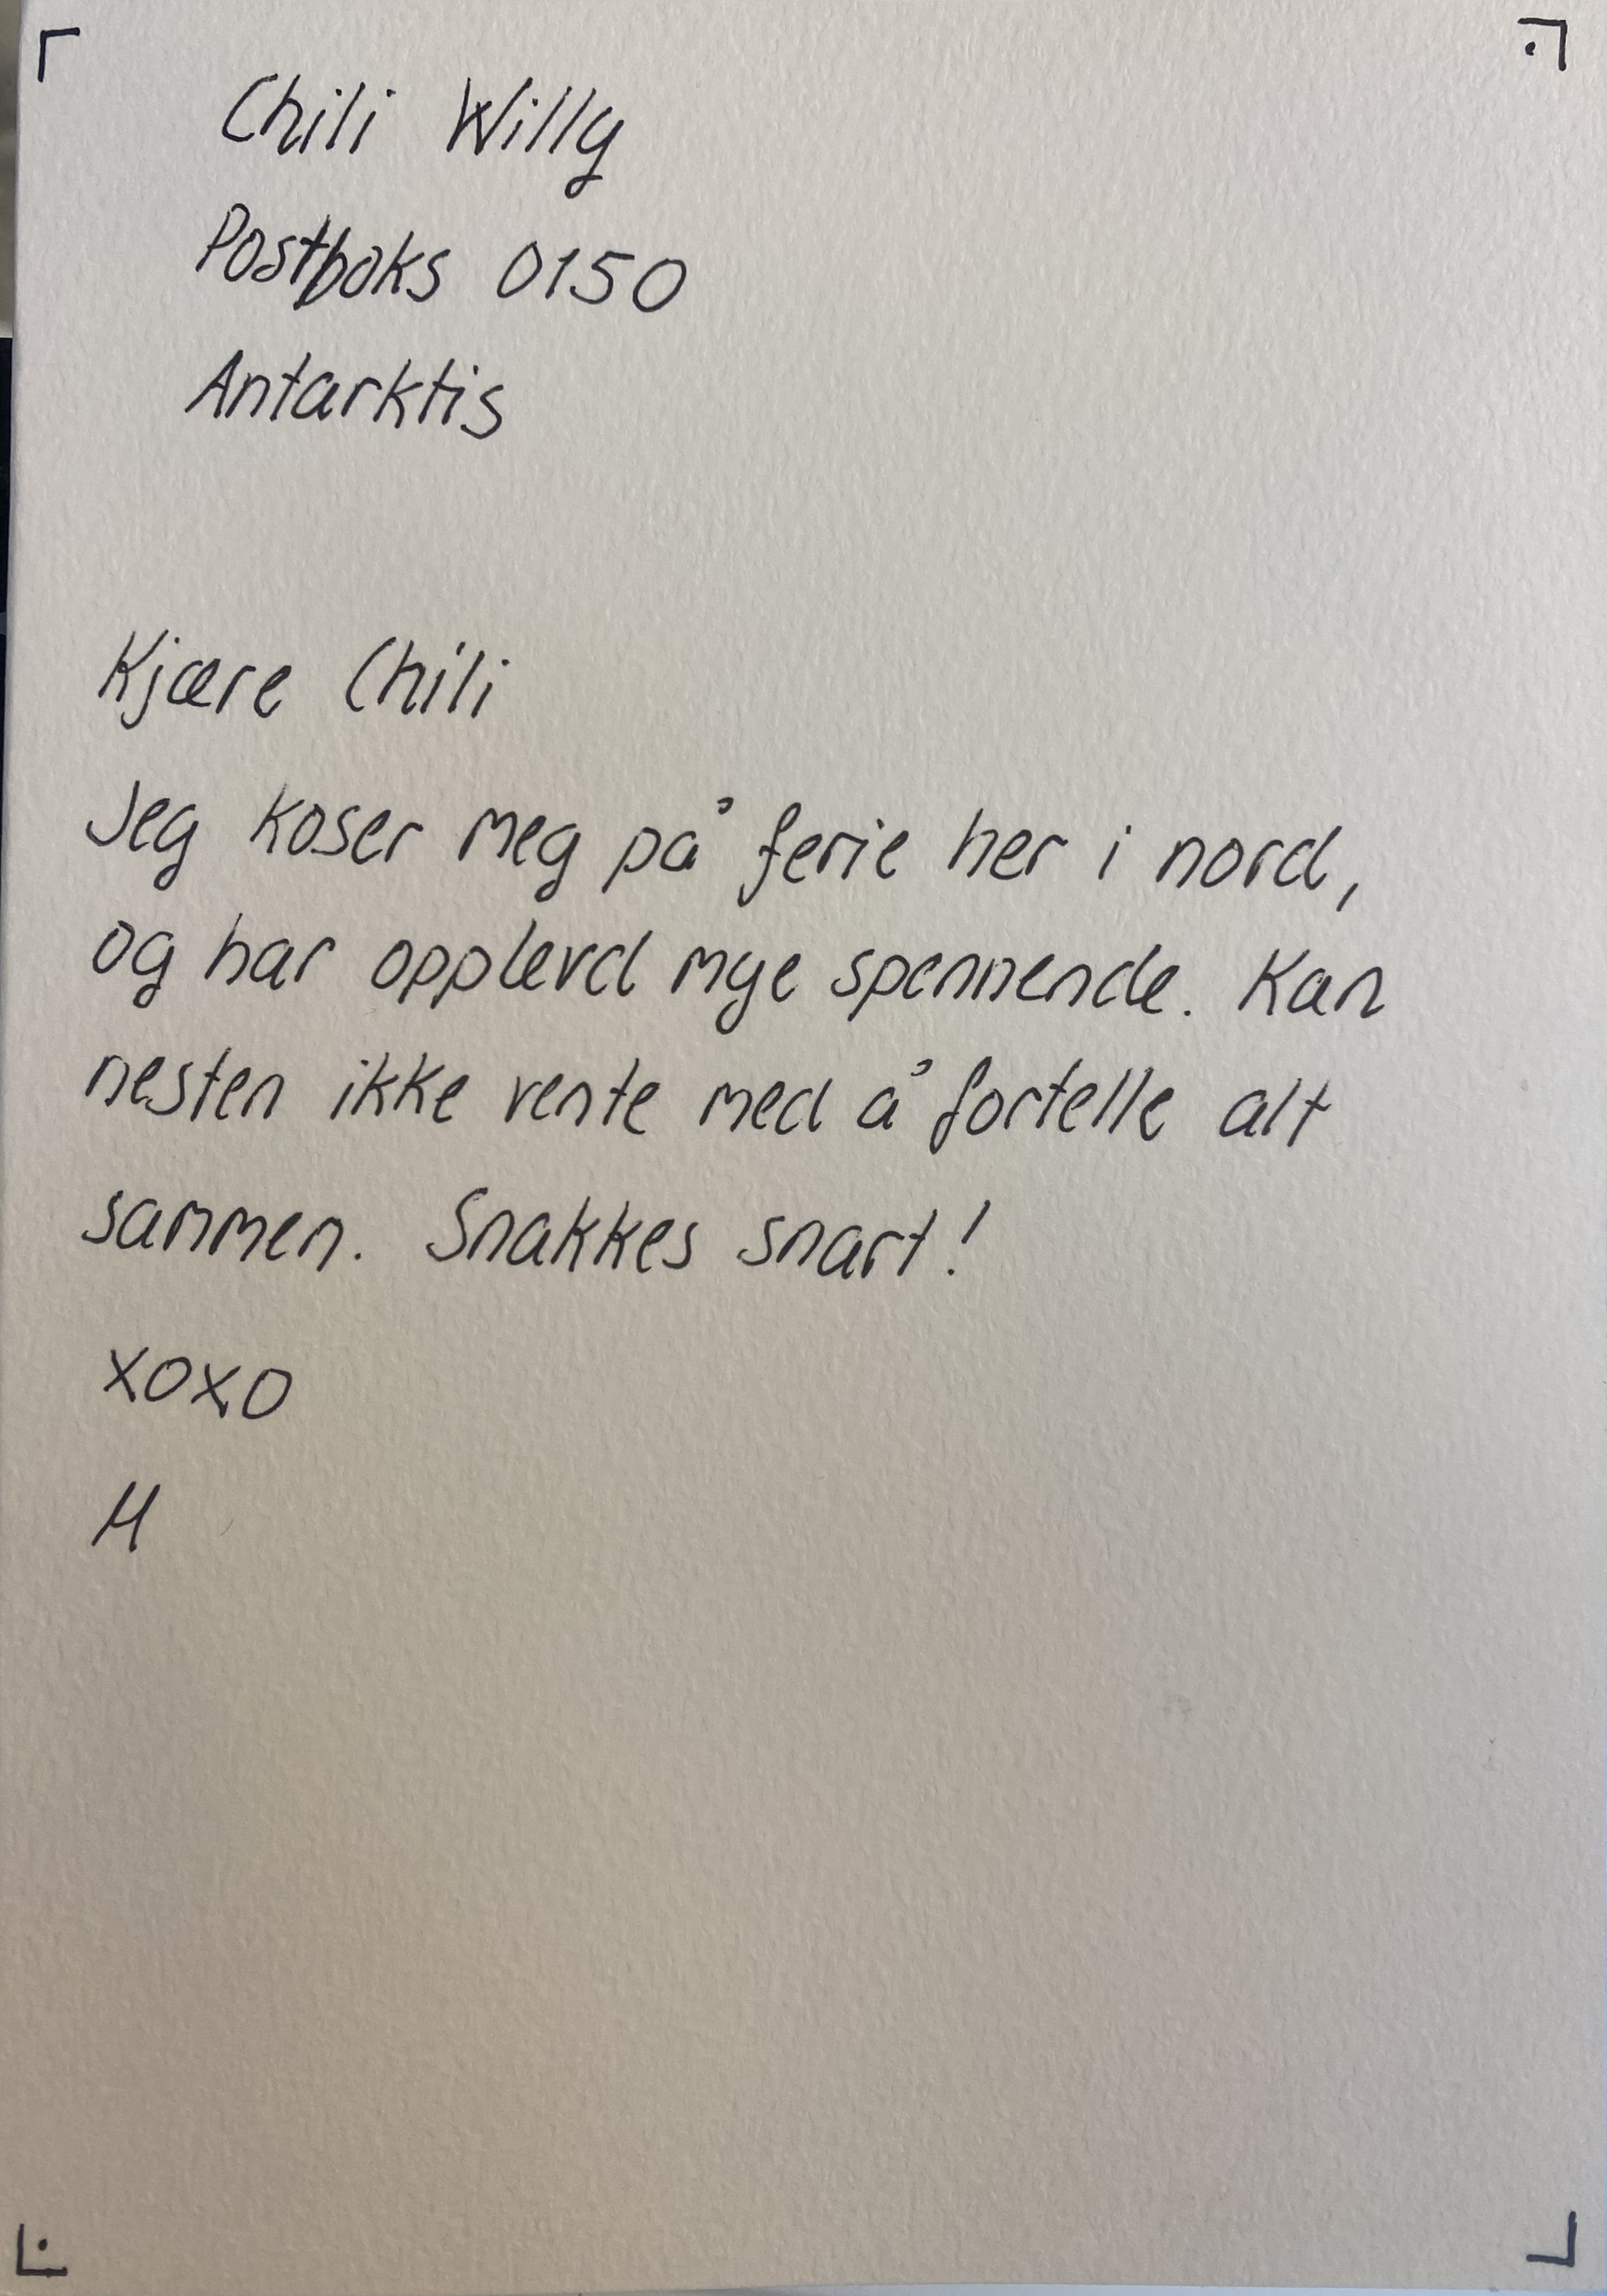 Chili Willy
Postboks 0150
Antarktis
Kjære Chili
Jeg koser meg på ferie her i nord,
og har opplevd mye spennende. Kan
nesten ikke vente med å fortelle alt
sammen. Snakkes snart!
xoxo
H